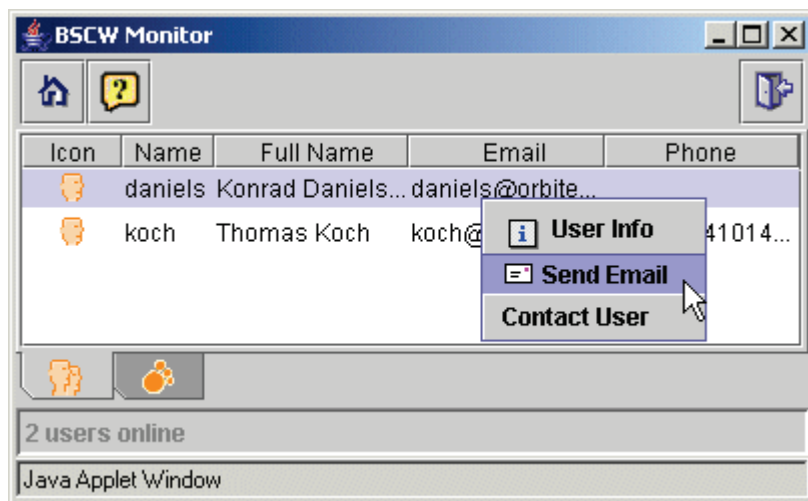 BSCW Monitor
?
Icon Name Full Name Email Phone
daniels Konrad Daniels... daniels@orbite...
koch Thomas Koch koch@ 41014...
i User Info
Send Email
Contact User
2 users online
Java Applet Window